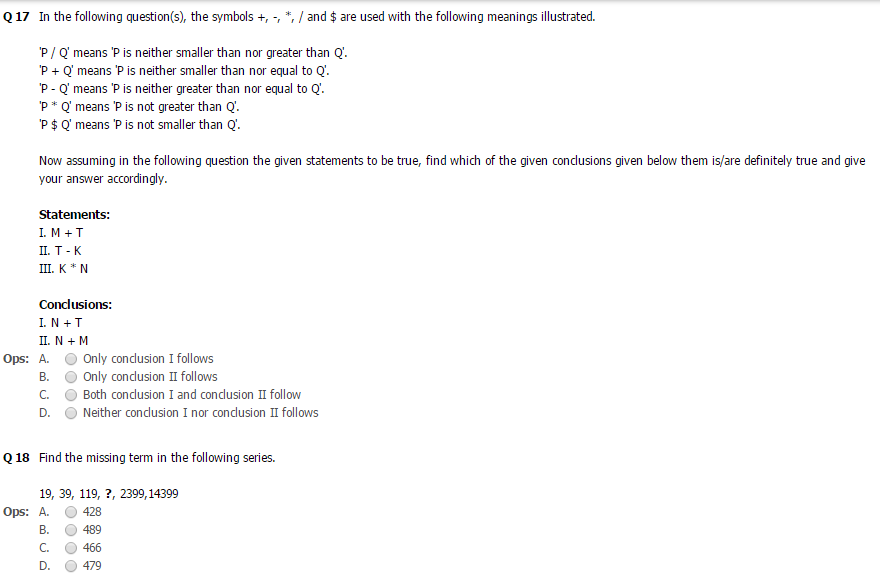 Q 17 In the following question(s), the symbols +, -, *, / and $ are used with the following meanings illustrated.
'P / Q' means 'P is neither smaller than nor greater than Q'.
'P + Q' means 'P is neither smaller than nor equal to Q'.
'P - Q' means 'P is neither greater than nor equal to Q'.
'P * Q' means 'P is not greater than Q'.
'P $ Q' means 'P is not smaller than Q'.
Now assuming in the following question the given statements to be true, find which of the given conclusions given below them is/are definitely true and give
your answer accordingly.
Statements:
I. M + T
II. T - K
III. K * N
Conclusions:
I. N + T
II. N + M
Ops: A. Only conclusion I follows
B. Only conclusion II follows
C. Both conclusion I and conclusion II follow
D. Neither conclusion I nor conclusion II follows
Q 18 Find the missing term in the following series.
19, 39, 119, ?, 2399,14399
Ops: A. 428
B. 489
C. 466
D. 479